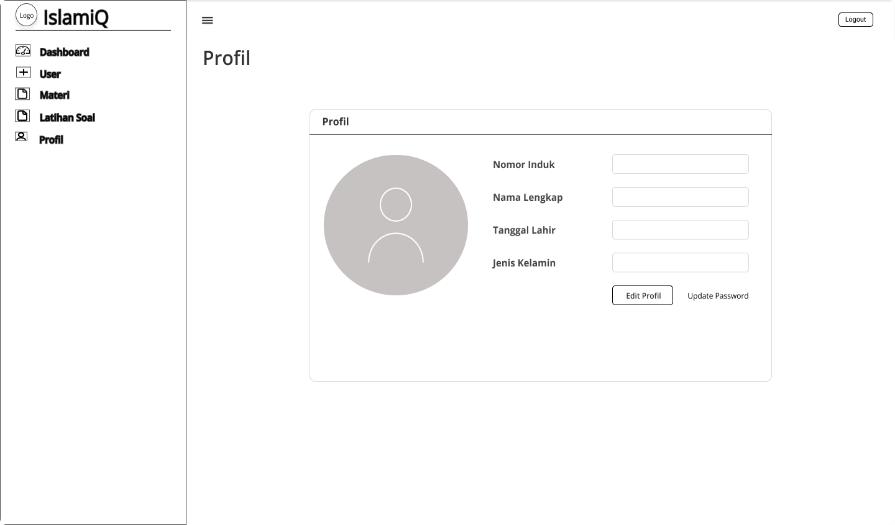 Logo
IslamiQ
Dashboard
User
Materi
Latihan Soal
Profil
Logout
Profil
Profil
Nomor Induk
Nama Lengkap
Tanggal Lahir
Jenis Kelamin
Edit Profil
Update Password